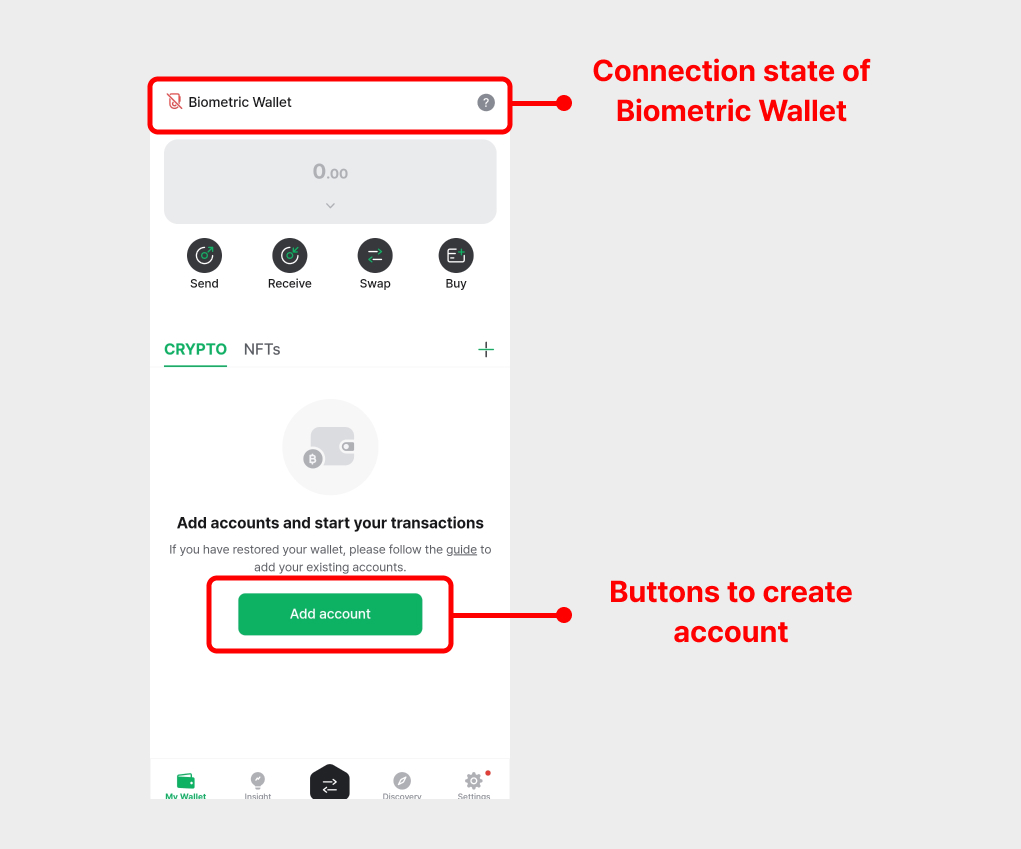 Connection state of
Biometric Wallet
Biometric Wallet
?
0.00
Send
Receive
Swap
Buy
CRYPTO
NFTs
Add accounts and start your transactions
If you have restored your wallet, please follow the guide to
add your existing accounts.
Add account
Buttons to create
account
My Wallet
Insight
Discovery
Settings